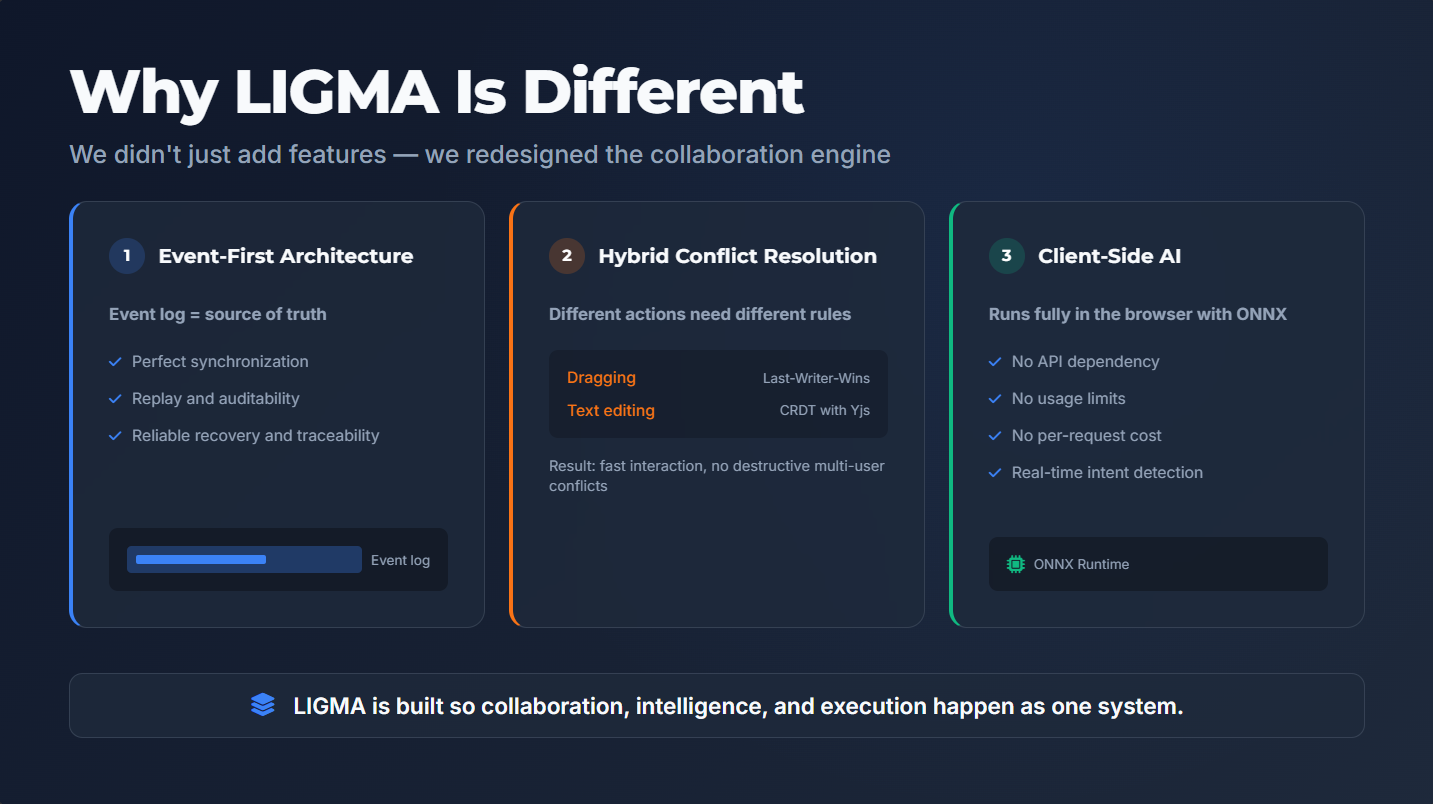 Why LIGMA Is Different
We didn't just add features — we redesigned the collaboration engine
1 Event-First Architecture
Event log = source of truth
Perfect synchronization
Replay and auditability
Reliable recovery and traceability
Event log
2 Hybrid Conflict Resolution
Different actions need different rules
Dragging Last-Writer-Wins
Text editing CRDT with Yjs
Result: fast interaction, no destructive multi-user
conflicts
3 Client-Side AI
Runs fully in the browser with ONNX
No API dependency
No usage limits
No per-request cost
Real-time intent detection
ONNX Runtime
LIGMA is built so collaboration, intelligence, and execution happen as one system.